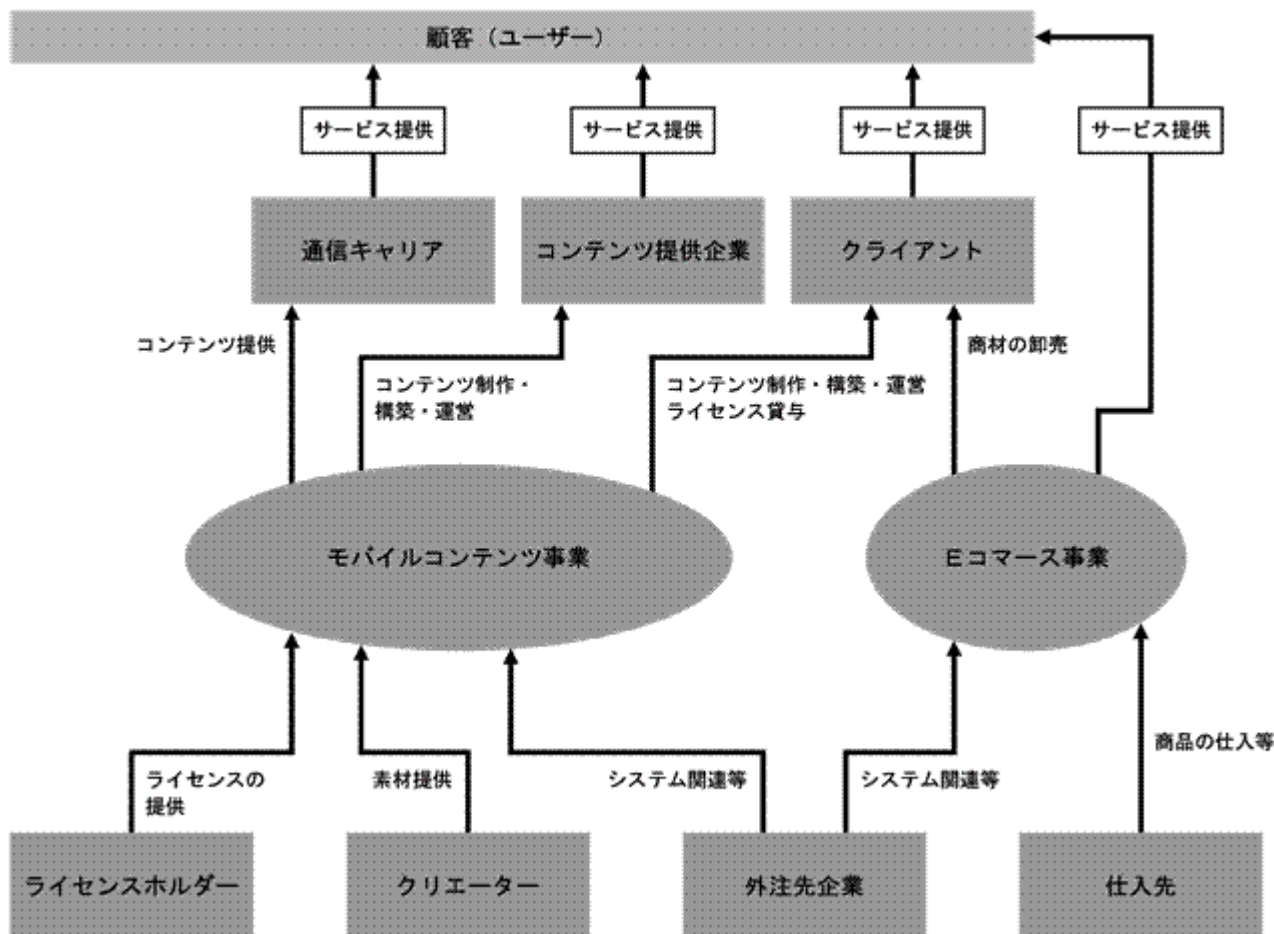 顧客（ユーザー）
サービス提供
サービス提供
サービス提供
サービス提供
通信キャリア
コンテンツ提供企業
クライアント
コンテンツ提供
コンテンツ制作・
構築・運営
コンテンツ制作・構築・運営
ライセンス貸与
商材の卸売
モバイルコンテンツ事業
Ｅコマース事業
ライセンスの
提供
素材提供
システム関連等
システム関連等
商品の仕入等
ライセンスホルダー
クリエーター
外注先企業
仕入先